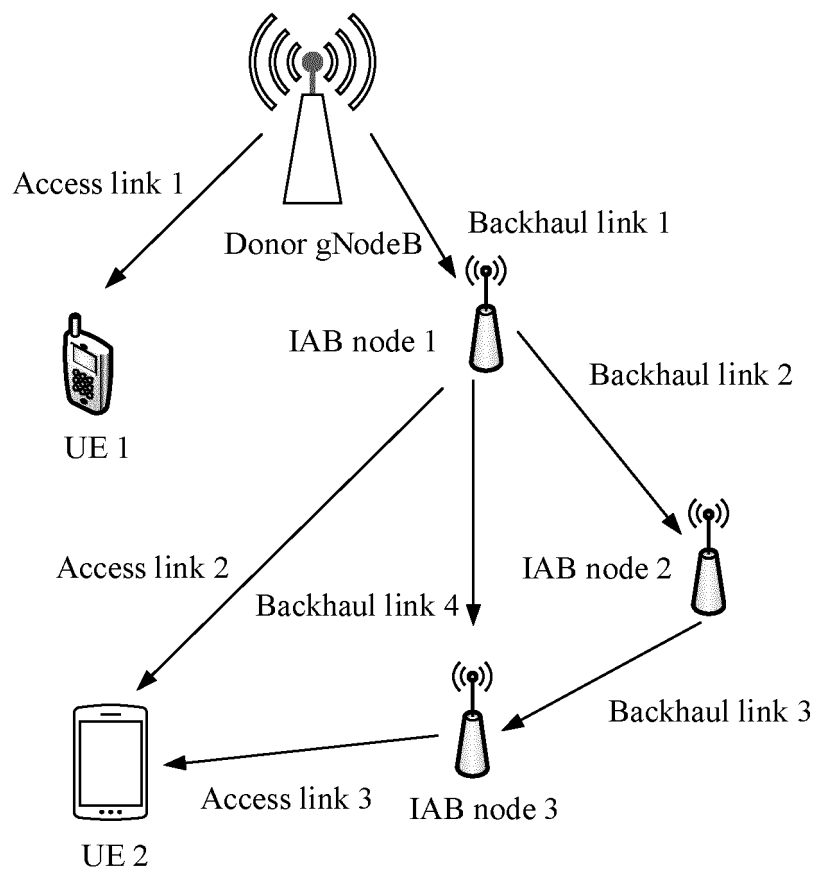 Access link 1
Donor gNodeB
Backhaul link 1
IAB node 1
Backhaul link 2
UE 1
Access link 2
IAB node 2
Backhaul link 4
Backhaul link 3
Access link 3
IAB node 3
UE 2